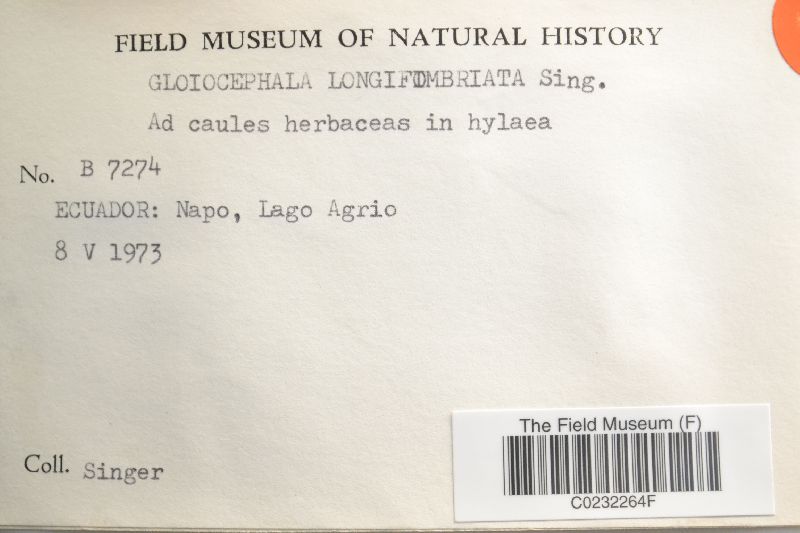 FIELD MUSEUM OF NATURAL HISTORY
GLOIOCEPHALA LONGIFIMBRIATA Sing.
Ad caules herbaceas in hylaea
No. B 7274
ECUADOR: Napo, Lago Agrio
8 V 1973
Coll. Singer
The Field Museum (F)
C0232264F